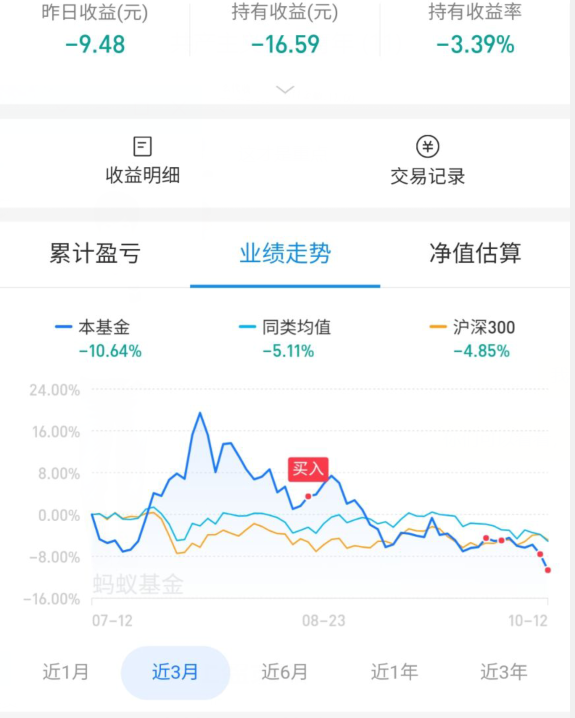 昨日收益(元) 持有收益(元) 持有收益率
-9.48 -16.59 -3.39%
收益明细 交易记录
累计盈亏 业绩走势 净值估算
本基金 同类均值 沪深300
-10.64% -5.11% -4.85%
24.00%
16.00%
买入
8.00%
0.00%
-8.00%
蚂蚁基金
-16.00%
07-12 08-23 10-12
近1月 近3月 近6月 近1年 近3年